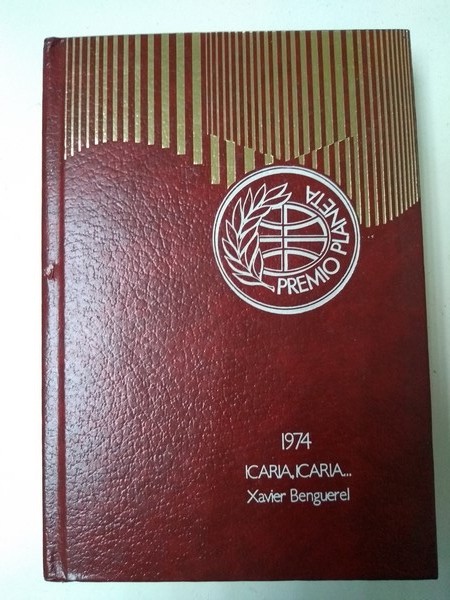 PREMIO PLANETA
1974
ICARIA, ICARIA...
Xavier Benguerel